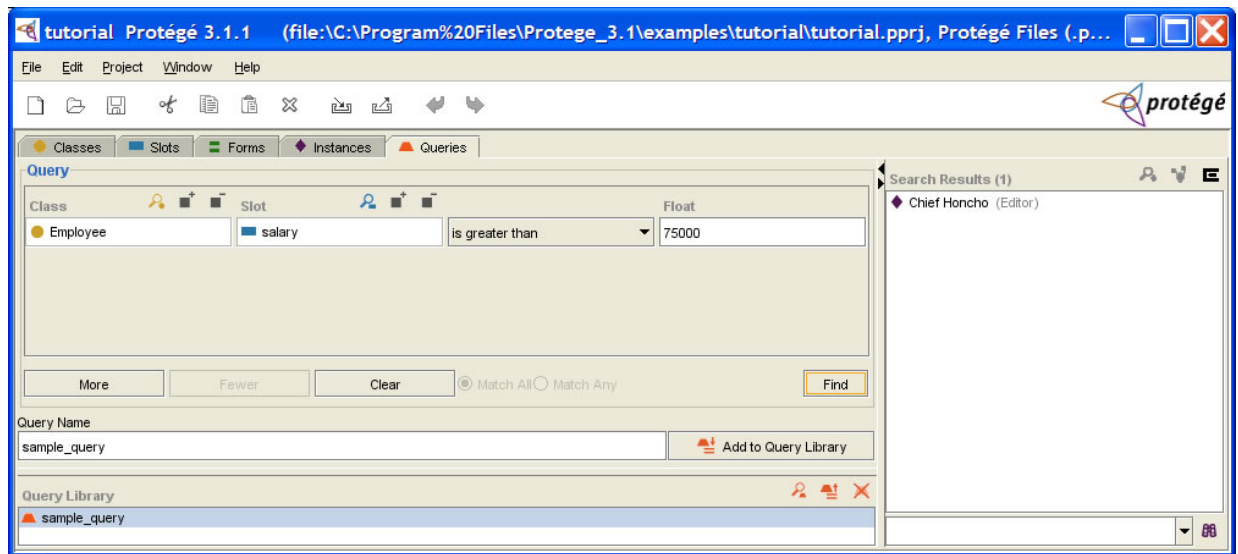 tutorial Protégé 3.1.1 (file:\C:\Program%20Files\Protege_3.1\examples\tutorial\tutorial.pprj, Protégé Files (.p...
File Edit Project Window Help
protégé
Classes Slots Forms Instances Queries
Query
Search Results (1)
Class Slot Float
Chief Honcho (Editor)
Employee salary is greater than 75000
More Fewer Clear Match All Match Any Find
Query Name
sample_query Add to Query Library
Query Library
sample_query